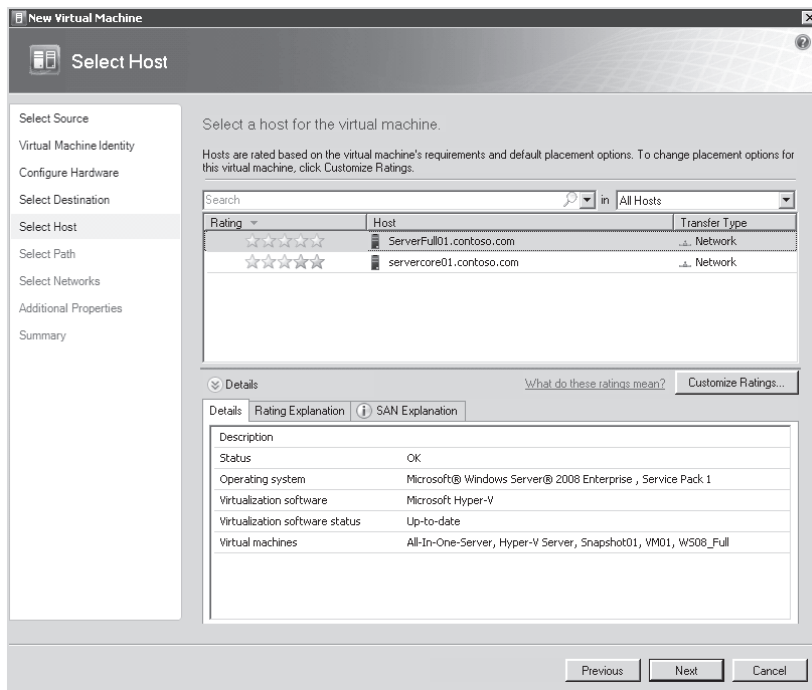 New Virtual Machine
Select Host
Select Source
Virtual Machine Identity
Configure Hardware
Select Destination
Select Host
Select Path
Select Networks
Additional Properties
Summary
Select a host for the virtual machine.
Hosts are rated based on the virtual machine's requirements and default placement options. To change placement options for
this virtual machine, click Customize Ratings.
Search in All Hosts
Rating Host Transfer Type
ServerFull01.contoso.com Network
servercore01.contoso.com Network
Details What do these ratings mean? Customize Ratings...
Details Rating Explanation SAN Explanation
Description
Status OK
Operating system Microsoft® Windows Server® 2008 Enterprise , Service Pack 1
Virtualization software Microsoft Hyper-V
Virtualization software status Up-to-date
Virtual machines All-In-One-Server, Hyper-V Server, Snapshot01, VM01, WS08_Full
Previous Next Cancel